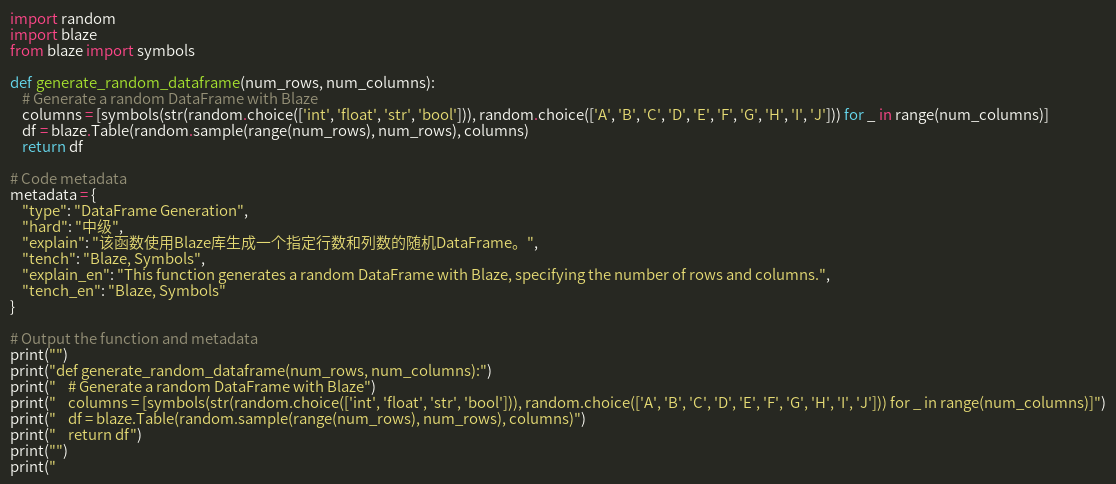 import random
import blaze
from blaze import symbols

def generate_random_dataframe(num_rows, num_columns):
    # Generate a random DataFrame with Blaze
    columns = [symbols(str(random.choice(['int', 'float', 'str', 'bool'])), random.choice(['A', 'B', 'C', 'D', 'E', 'F', 'G', 'H', 'I', 'J'])) for _ in range(num_columns)]
    df = blaze.Table(random.sample(range(num_rows), num_rows), columns)
    return df

# Code metadata
metadata = {
    "type": "DataFrame Generation",
    "hard": "中级",
    "explain": "该函数使用Blaze库生成一个指定行数和列数的随机DataFrame。",
    "tench": "Blaze, Symbols",
    "explain_en": "This function generates a random DataFrame with Blaze, specifying the number of rows and columns.",
    "tench_en": "Blaze, Symbols"
}

# Output the function and metadata
print("")
print("def generate_random_dataframe(num_rows, num_columns):")
print("    # Generate a random DataFrame with Blaze")
print("    columns = [symbols(str(random.choice(['int', 'float', 'str', 'bool'])), random.choice(['A', 'B', 'C', 'D', 'E', 'F', 'G', 'H', 'I', 'J'])) for _ in range(num_columns)]")
print("    df = blaze.Table(random.sample(range(num_rows), num_rows), columns)")
print("    return df")
print("")
print("